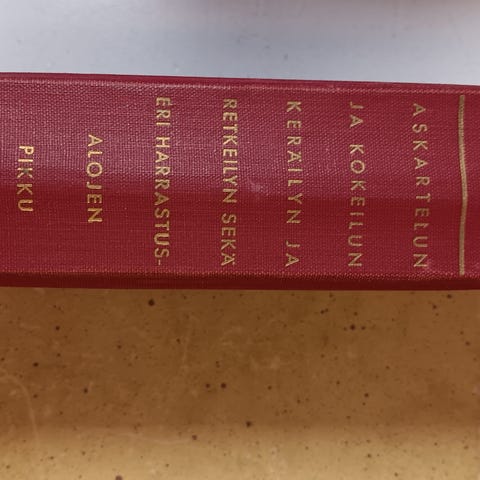 ASKARTELUN
JA KOKEILUN
KERÄILYN JA
RETKEILYN SEKÄ
ERI HARRASTUS-
ALOJEN
PIKKU